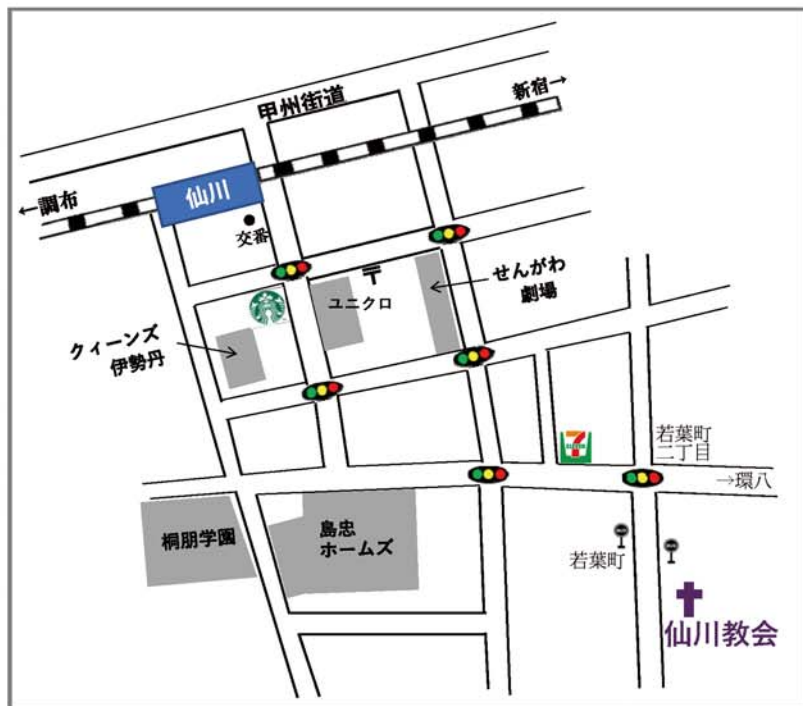 甲州街道
新宿→
仙川
←調布
交番
せんがわ
劇場
ユニクロ
クィーンズ
伊勢丹
7
若葉町
二丁目
→環八
桐朋学園
島忠
ホームズ
若葉町
仙川教会